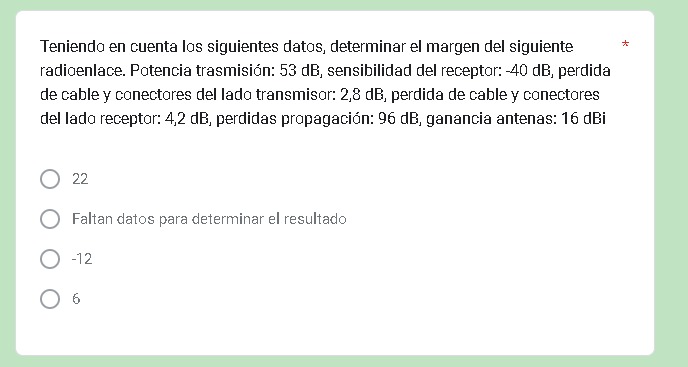 Teniendo en cuenta los siguientes datos, determinar el margen del siguiente *
radioenlace. Potencia trasmisión: 53 dB, sensibilidad del receptor: -40 dB, perdida
de cable y conectores del lado transmisor: 2,8 dB, perdida de cable y conectores
del lado receptor: 4,2 dB, perdidas propagación: 96 dB, ganancia antenas: 16 dBi
22
Faltan datos para determinar el resultado
-12
6